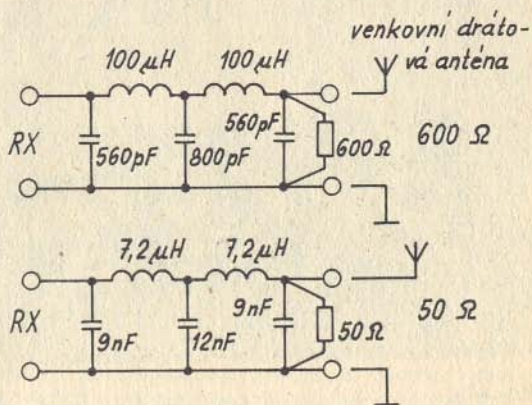 venkovní dráto-
vá anténa
100µH 100µH
RX
560pF
800pF
560pF
600Ω
600 Ω
7,2µH 7,2µH
RX
9nF
12nF
9nF
50Ω
50 Ω